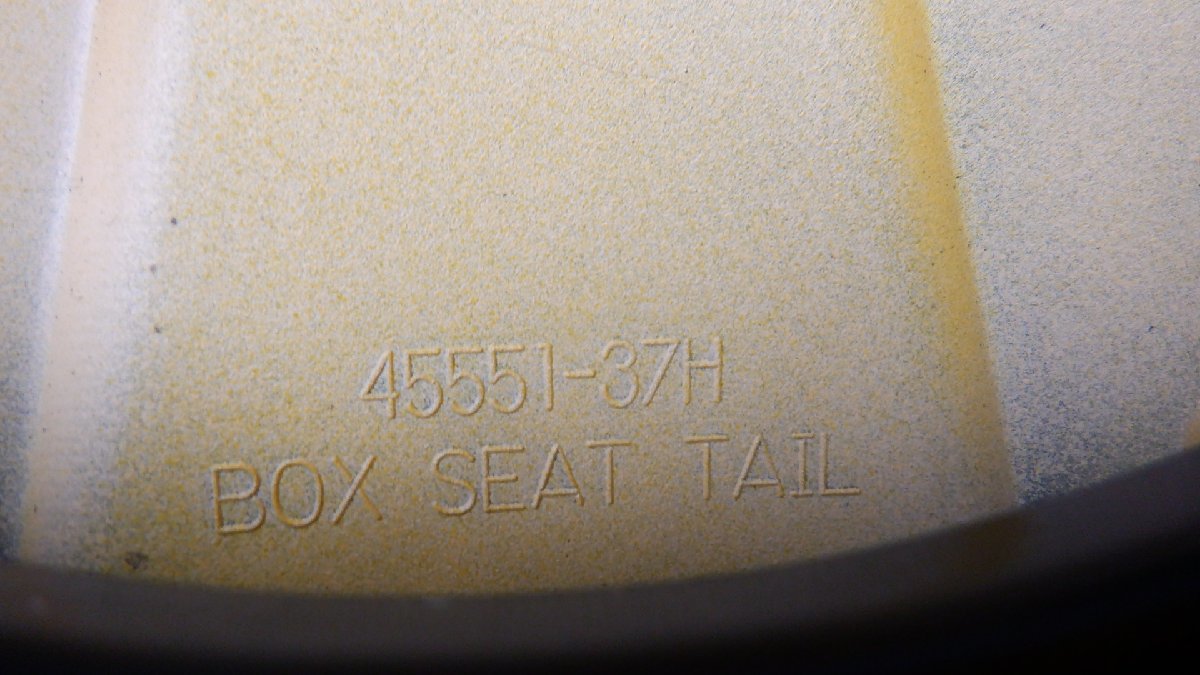 45551-37H
BOX SEAT TAIL